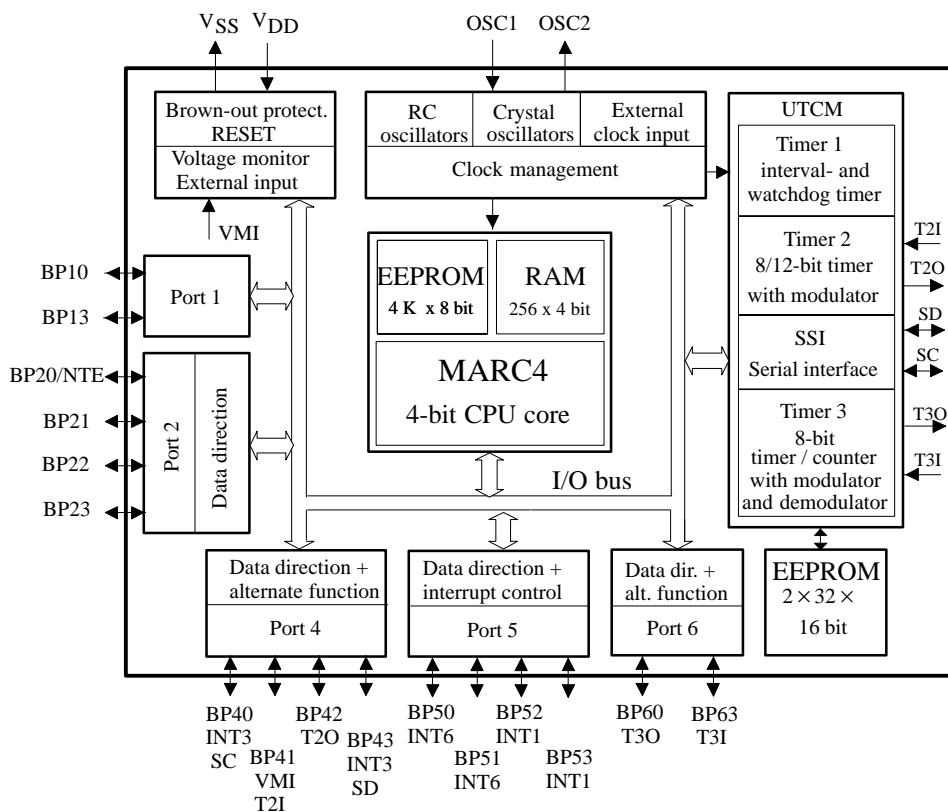 VSS
VDD
OSC1
OSC2
Brown-out protect.
RESET
Voltage monitor
External input
VMI
RC
oscillators
Crystal
oscillators
External
clock input
Clock management
UTCM
Timer 1
interval- and
watchdog timer
Timer 2
8/12-bit timer
with modulator
SSI
Serial interface
Timer 3
8-bit
timer / counter
with modulator
and demodulator
T2I
T2O
SD
SC
T3O
T3I
EEPROM
4 K x 8 bit
RAM
256 x 4 bit
MARC4
4-bit CPU core
I/O bus
BP10
BP13
Port 1
BP20/NTE
BP21
BP22
BP23
Port 2
Data direction
Data direction +
alternate function
Port 4
Data direction +
interrupt control
Port 5
Data dir. +
alt. function
Port 6
EEPROM
2 × 32 ×
16 bit
BP40
INT3
SC
BP41
VMI
T2I
BP42
T2O
BP43
INT3
SD
BP50
INT6
BP51
INT6
BP52
INT1
BP53
INT1
BP60
T3O
BP63
T3I